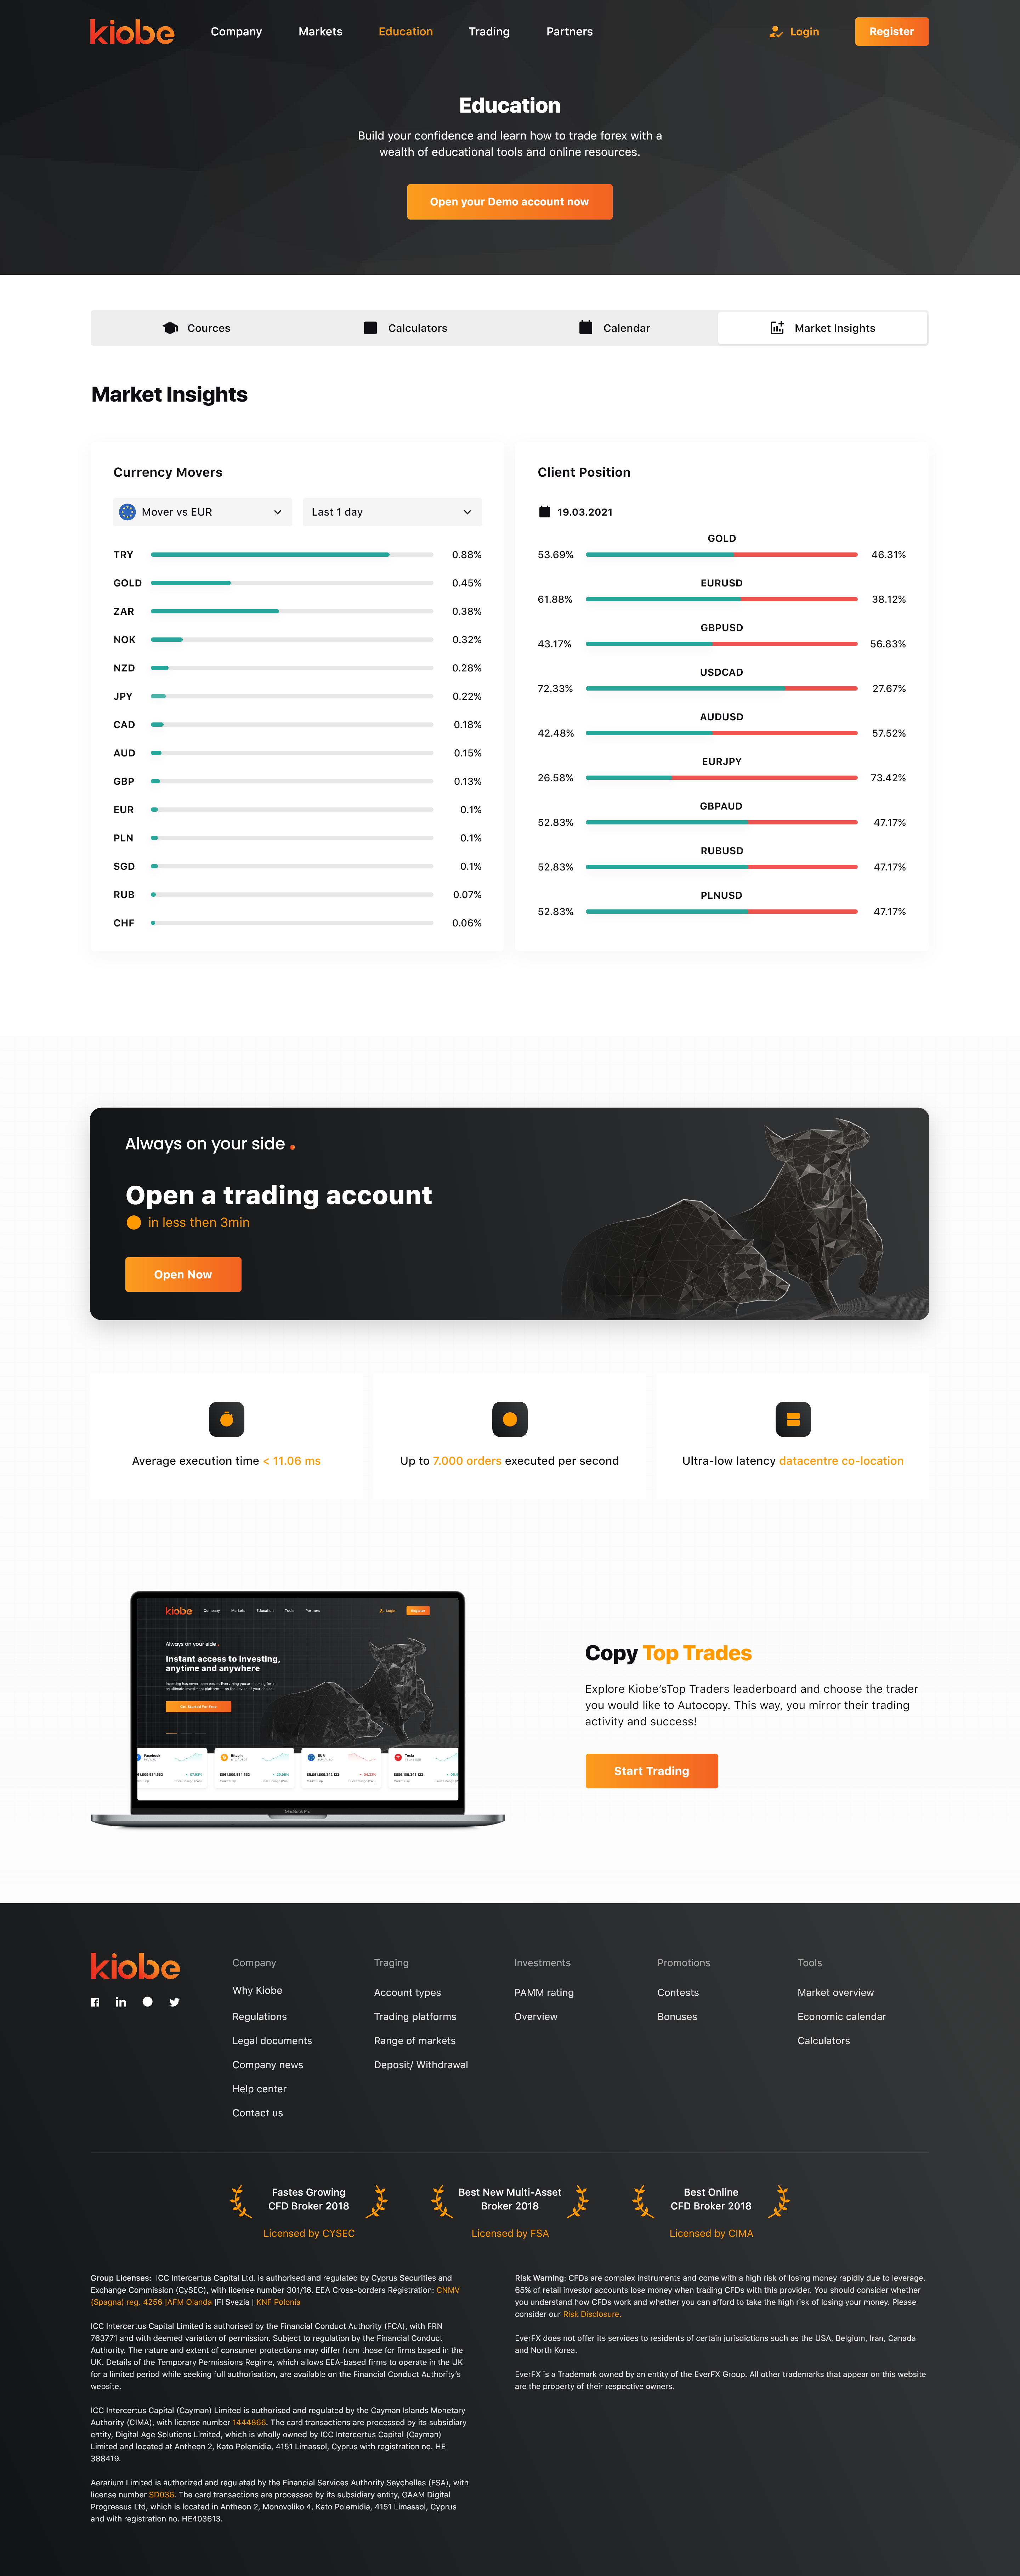 kiobe
Company
Markets
Education
Trading
Partners
Login
Register
Education
Build your confidence and learn how to trade forex with a
wealth of educational tools and online resources.
Open your Demo account now
Cources
Calculators
Calendar
Market Insights
Market Insights
Currency Movers
Mover vs EUR
Last 1 day
TRY 0.88%
GOLD 0.45%
ZAR 0.38%
NOK 0.32%
NZD 0.28%
JPY 0.22%
CAD 0.18%
AUD 0.15%
GBP 0.13%
EUR 0.1%
PLN 0.1%
SGD 0.1%
RUB 0.07%
CHF 0.06%
Client Position
19.03.2021
GOLD
53.69% 46.31%
EURUSD
61.88% 38.12%
GBPUSD
43.17% 56.83%
USDCAD
72.33% 27.67%
AUDUSD
42.48% 57.52%
EURJPY
26.58% 73.42%
GBPAUD
52.83% 47.17%
RUBUSD
52.83% 47.17%
PLNUSD
52.83% 47.17%
Always on your side .
Open a trading account
in less then 3min
Open Now
Average execution time < 11.06 ms
Up to 7.000 orders executed per second
Ultra-low latency datacentre co-location
kiobe
Company
Markets
Education
Tools
Partners
Login
Register
Always on your side .
Instant access to investing,
anytime and anywhere
Investing has never been easier. Everything you are looking for in
an ultimate investment platform — on the device of your choice.
Get Started for Free
Facebook
Bitcoin
EUR
Tesla
MacBook Pro
Copy Top Trades
Explore Kiobe'sTop Traders leaderboard and choose the trader
you would like to Autocopy. This way, you mirror their trading
activity and success!
Start Trading
kiobe
Company
Why Kiobe
Regulations
Legal documents
Company news
Help center
Contact us
Traging
Account types
Trading platforms
Range of markets
Deposit/ Withdrawal
Investments
PAMM rating
Overview
Promotions
Contests
Bonuses
Tools
Market overview
Economic calendar
Calculators
Fastes Growing
CFD Broker 2018
Licensed by CYSEC
Best New Multi-Asset
Broker 2018
Licensed by FSA
Best Online
CFD Broker 2018
Licensed by CIMA
Group Licenses: ICC Intercertus Capital Ltd. is authorised and regulated by Cyprus Securities and
Exchange Commission (CySEC), with license number 301/16. EEA Cross-borders Registration: CNMV
(Spagna) reg. 4256 |AFM Olanda |FI Svezia | KNF Polonia
ICC Intercertus Capital Limited is authorised by the Financial Conduct Authority (FCA), with FRN
763771 and with deemed variation of permission. Subject to regulation by the Financial Conduct
Authority. The nature and extent of consumer protections may differ from those for firms based in the
UK. Details of the Temporary Permissions Regime, which allows EEA-based firms to operate in the UK
for a limited period while seeking full authorisation, are available on the Financial Conduct Authority's
website.
ICC Intercertus Capital (Cayman) Limited is authorised and regulated by the Cayman Islands Monetary
Authority (CIMA), with license number 1444866. The card transactions are processed by its subsidiary
entity, Digital Age Solutions Limited, which is wholly owned by ICC Intercertus Capital (Cayman)
Limited and located at Antheon 2, Kato Polemidia, 4151 Limassol, Cyprus with registration no. HE
388419.
Aerarium Limited is authorized and regulated by the Financial Services Authority Seychelles (FSA), with
license number SD036. The card transactions are processed by its subsidiary entity, GAAM Digital
Progressus Ltd, which is located in Antheon 2, Monovoliko 4, Kato Polemidia, 4151 Limassol, Cyprus
and with registration no. HE403613.
Risk Warning: CFDs are complex instruments and come with a high risk of losing money rapidly due to leverage.
65% of retail investor accounts lose money when trading CFDs with this provider. You should consider whether
you understand how CFDs work and whether you can afford to take the high risk of losing your money. Please
consider our Risk Disclosure.
EverFX does not offer its services to residents of certain jurisdictions such as the USA, Belgium, Iran, Canada
and North Korea.
EverFX is a Trademark owned by an entity of the EverFX Group. All other trademarks that appear on this website
are the property of their respective owners.